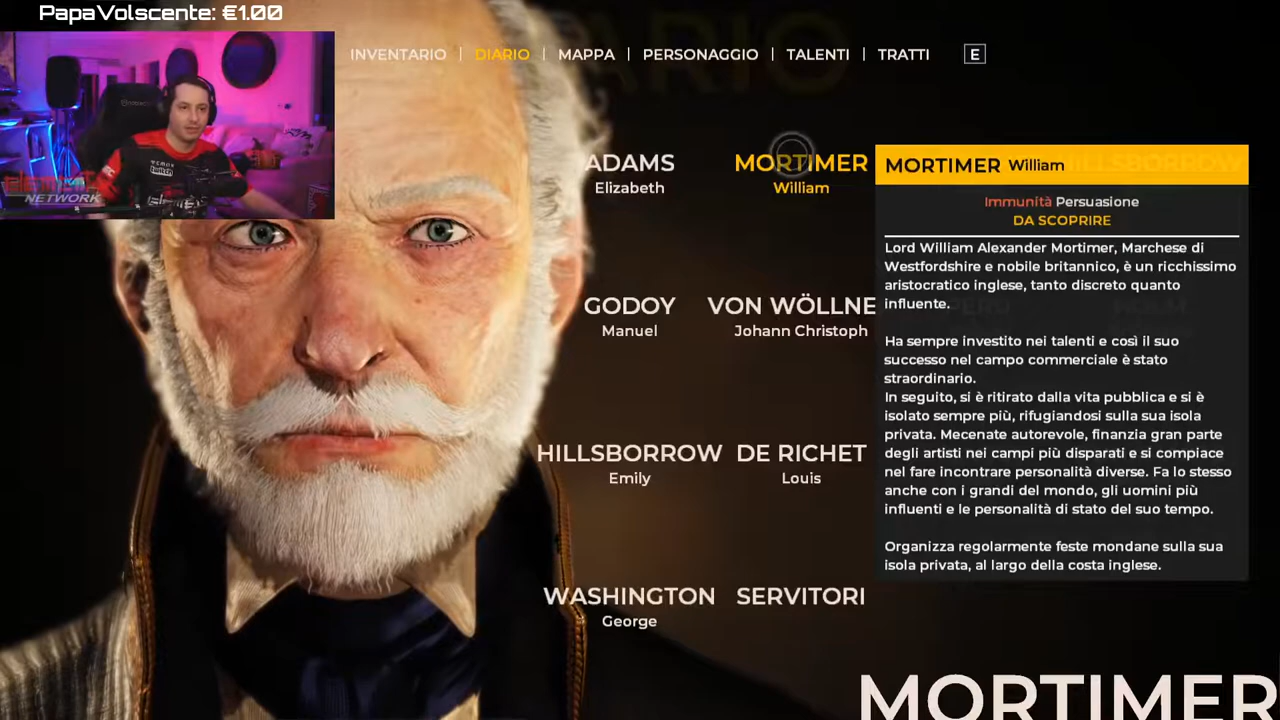 PapaVolscente: €1.00
INVENTARIO | DIARIO | MAPPA | PERSONAGGIO | TALENTI | TRATTI E
NETWORK
ADAMS
Elizabeth
MORTIMER
William
GODOY
Manuel
VON WÖLLNE
Johann Christoph
HILLSBORROW
Emily
DE RICHET
Louis
WASHINGTON
George
SERVITORI
MORTIMER William
Immunità Persuasione
DA SCOPRIRE
Lord William Alexander Mortimer, Marchese di
Westfordshire e nobile britannico, è un ricchissimo
aristocratico inglese, tanto discreto quanto
influente.
Ha sempre investito nei talenti e così il suo
successo nel campo commerciale è stato
straordinario.
In seguito, si è ritirato dalla vita pubblica e si è
isolato sempre più, rifugiandosi sulla sua isola
privata. Mecenate autorevole, finanzia gran parte
degli artisti nei campi più disparati e si compiace
nel fare incontrare personalità diverse. Fa lo stesso
anche con i grandi del mondo, gli uomini più
influenti e le personalità di stato del suo tempo.
Organizza regolarmente feste mondane sulla sua
isola privata, al largo della costa inglese.
MORTIMER